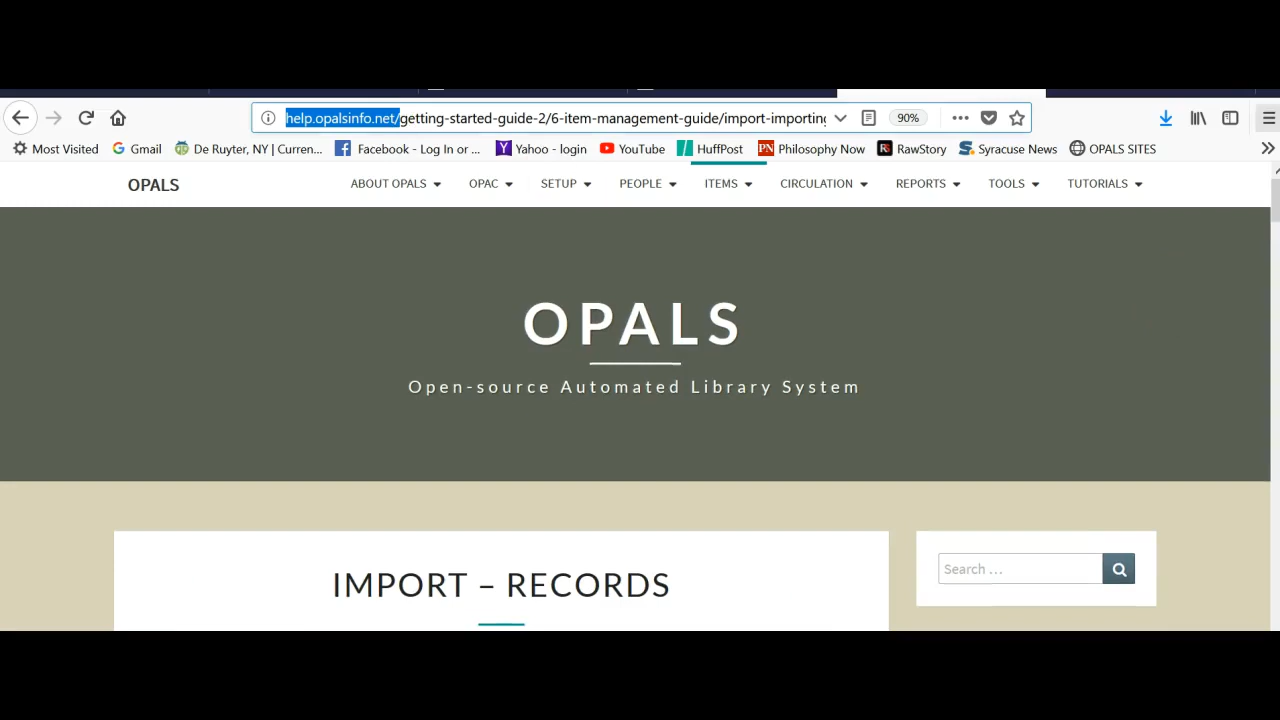 help.opalsinfo.net/getting-started-guide-2/6-item-management-guide/import-importing
90%
Most Visited Gmail De Ruyter, NY | Curren... Facebook - Log In or ... Yahoo - login YouTube HuffPost PN Philosophy Now RawStory Syracuse News OPALS SITES
OPALS ABOUT OPALS OPAC SETUP PEOPLE ITEMS CIRCULATION REPORTS TOOLS TUTORIALS
OPALS
Open-source Automated Library System
IMPORT – RECORDS
Search ...